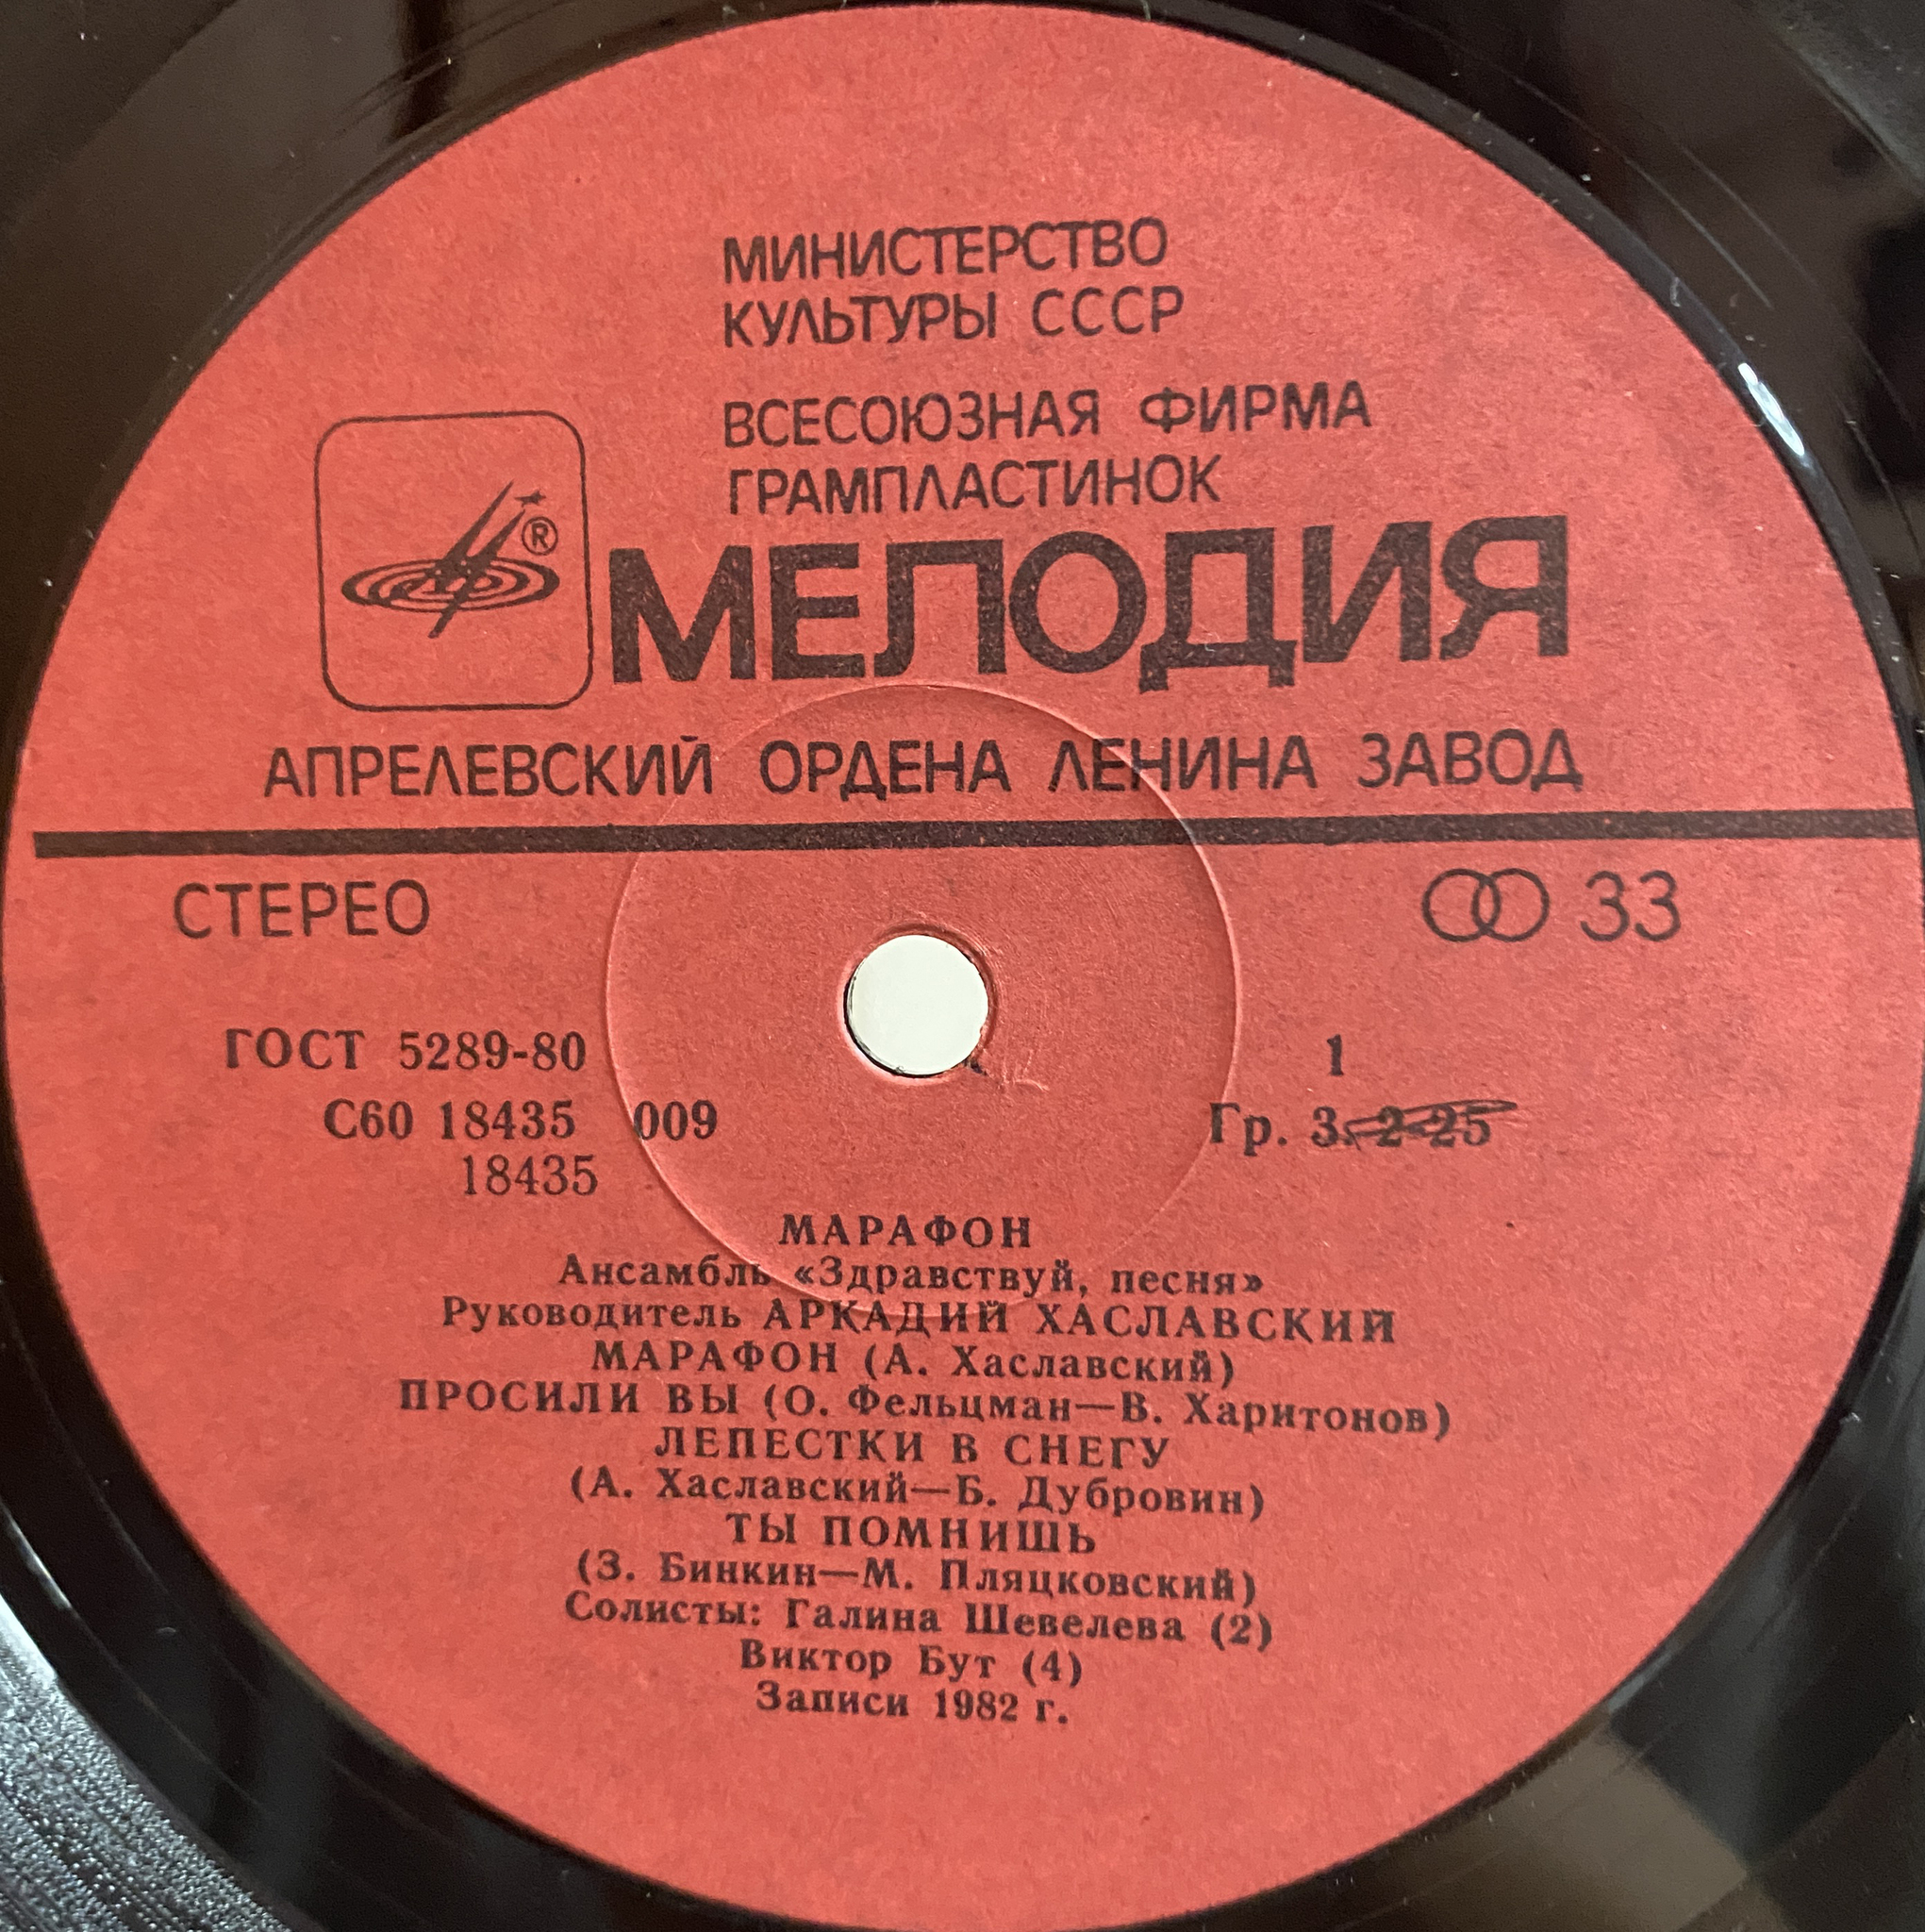 МИНИСТЕРСТВО
КУЛЬТУРЫ СССР
ВСЕСОЮЗНАЯ ФИРМА
ГРАМПЛАСТИНОК
®
МЕЛОДИЯ
АПРЕЛЕВСКИЙ ОРДЕНА ЛЕНИНА ЗАВОД
СТЕРЕО 33
ГОСТ 5289-80 1
С60 18435 009 Гр. 3. 2-25
18435
МАРАФОН
Ансамбль «Здравствуй, песня»
Руководитель АРКАДИЙ ХАСЛАВСКИЙ
МАРАФОН (А. Хаславский)
ПРОСИЛИ ВЫ (О. Фельцман—В. Харитонов)
ЛЕПЕСТКИ В СНЕГУ
(А. Хаславский—Б. Дубровин)
ТЫ ПОМНИШЬ
(З. Бинкин—М. Пляцковский)
Солисты: Галина Шевелева (2)
Виктор Бут (4)
Записи 1982 г.